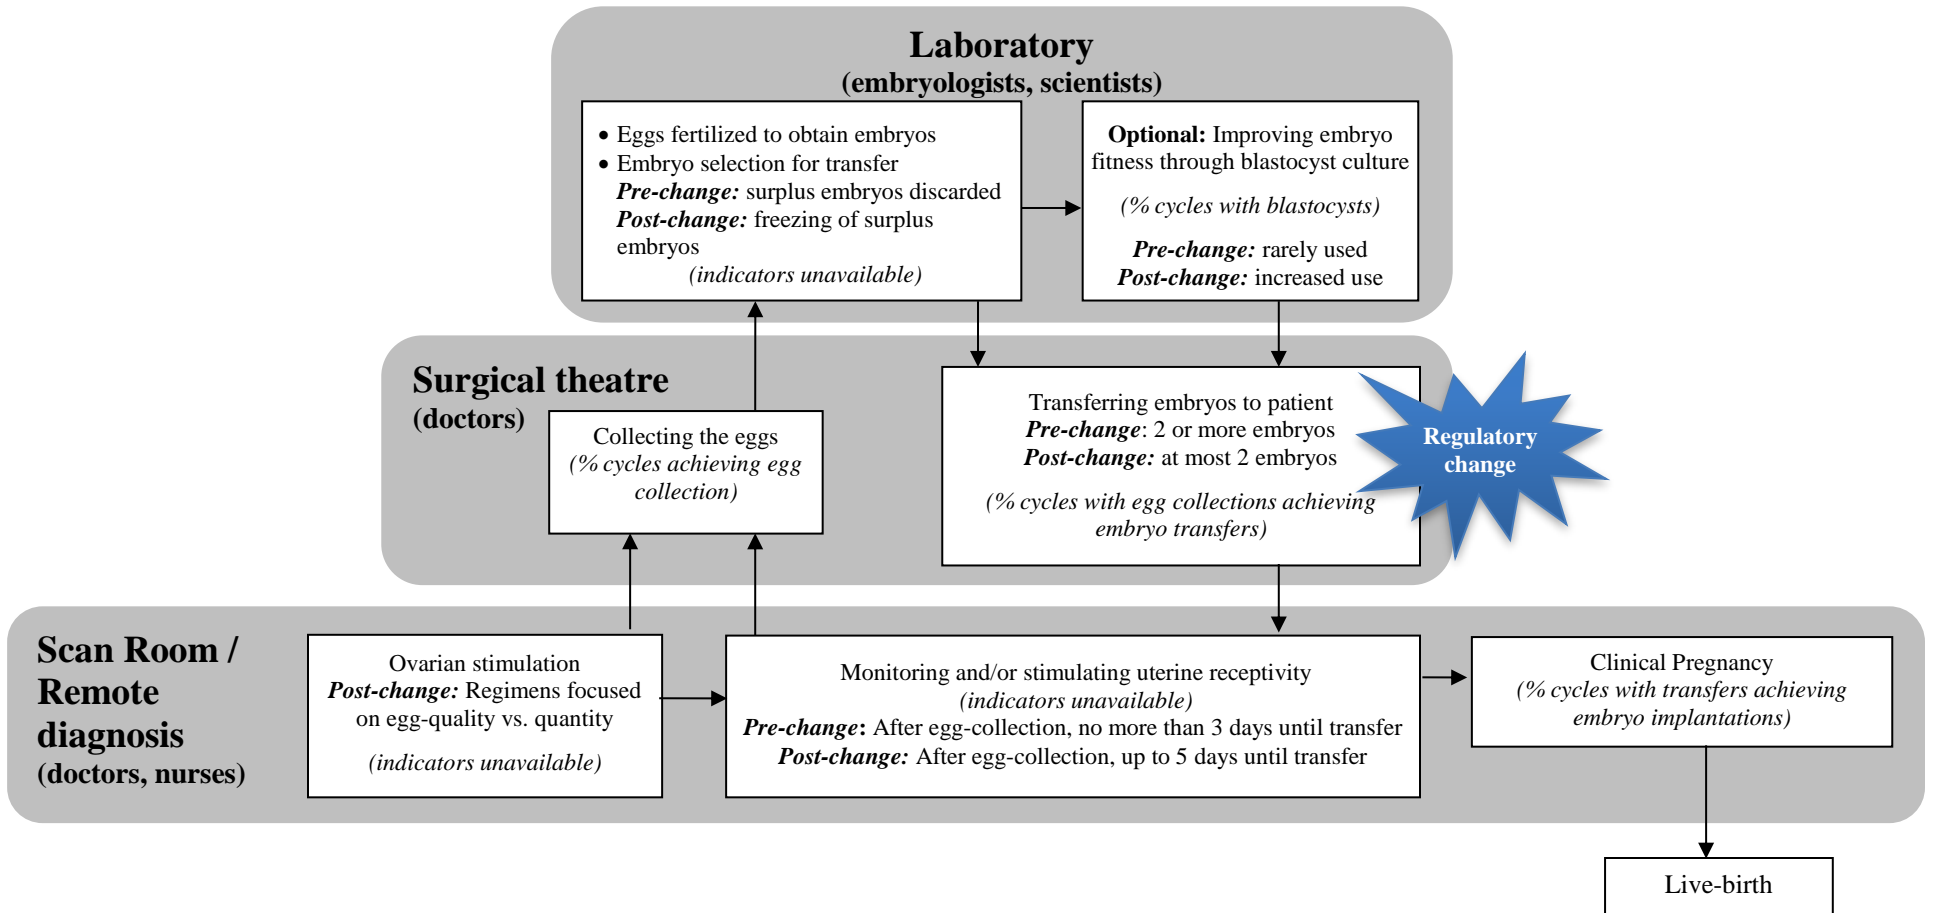 Laboratory
(embryologists, scientists)
• Eggs fertilized to obtain embryos
• Embryo selection for transfer
Pre-change: surplus embryos discarded
Post-change: freezing of surplus
embryos
(indicators unavailable)
Optional: Improving embryo
fitness through blastocyst culture
(% cycles with blastocysts)
Pre-change: rarely used
Post-change: increased use
Surgical theatre
(doctors)
Collecting the eggs
(% cycles achieving egg
collection)
Transferring embryos to patient
Pre-change: 2 or more embryos
Post-change: at most 2 embryos
(% cycles with egg collections achieving
embryo transfers)
Regulatory
change
Scan Room /
Remote
diagnosis
(doctors, nurses)
Ovarian stimulation
Post-change: Regimens focused
on egg-quality vs. quantity
(indicators unavailable)
Monitoring and/or stimulating uterine receptivity
(indicators unavailable)
Pre-change: After egg-collection, no more than 3 days until transfer
Post-change: After egg-collection, up to 5 days until transfer
Clinical Pregnancy
(% cycles with transfers achieving
embryo implantations)
Live-birth